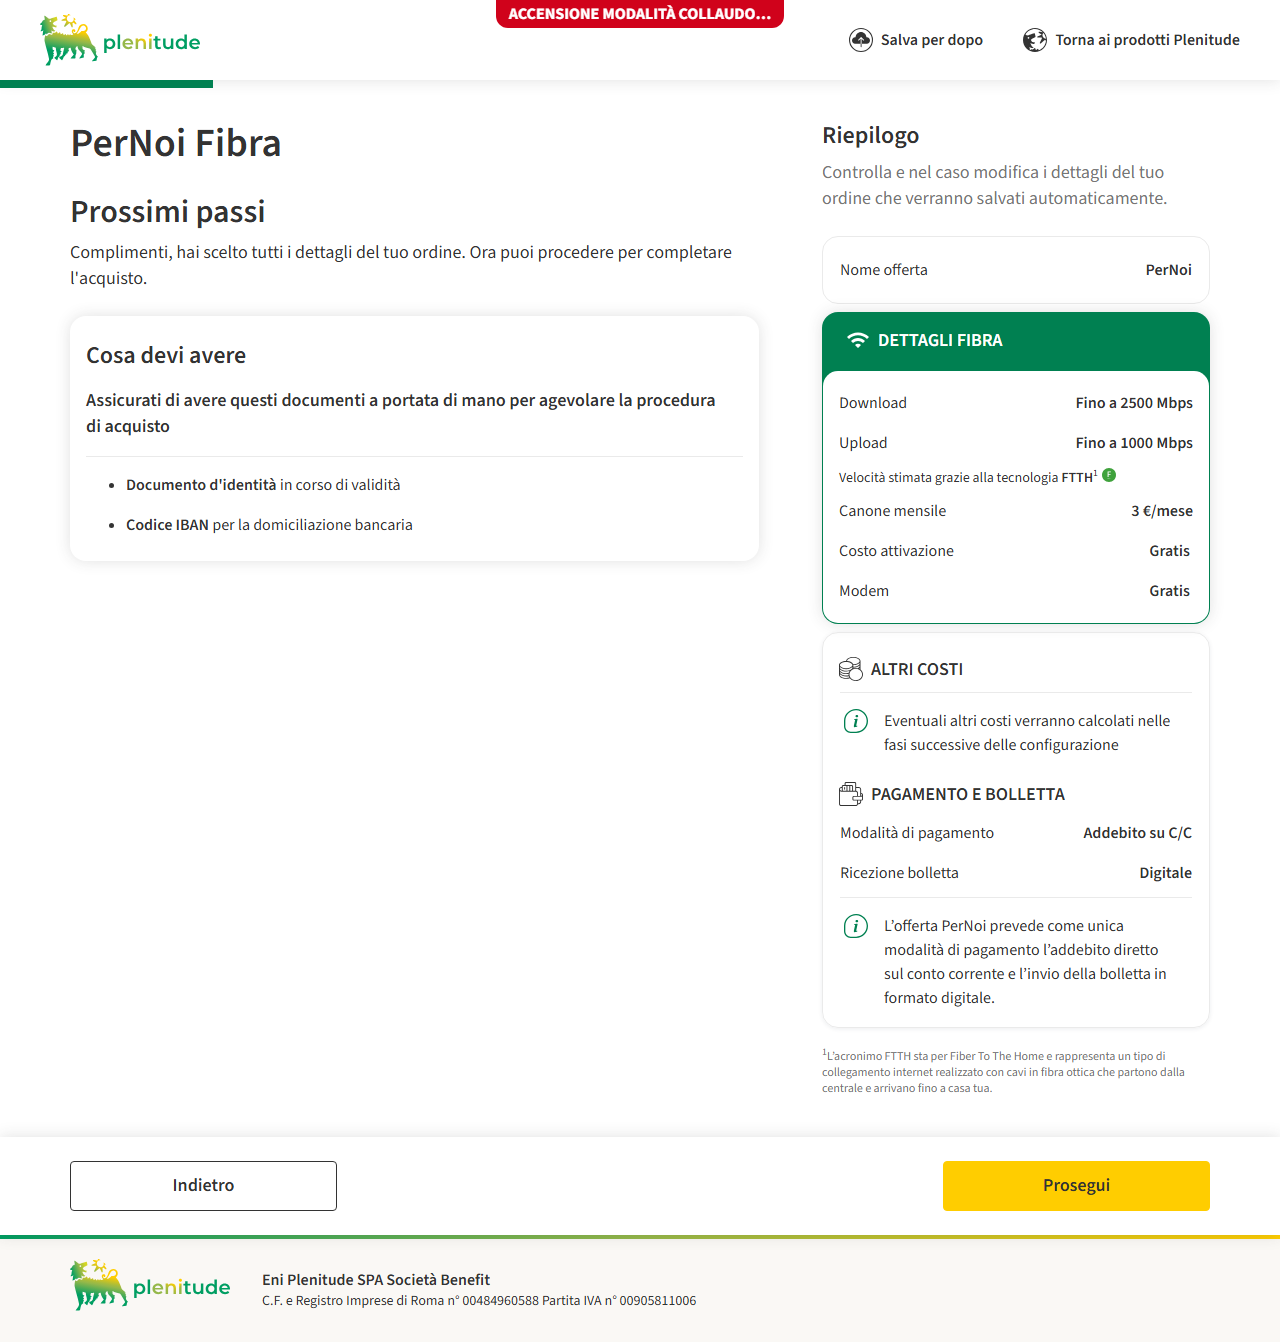 ACCENSIONE MODALITÀ COLLAUDO...
plenitude
Salva per dopo
Torna ai prodotti Plenitude
PerNoi Fibra
Prossimi passi
Complimenti, hai scelto tutti i dettagli del tuo ordine. Ora puoi procedere per completare
l'acquisto.
Cosa devi avere
Assicurati di avere questi documenti a portata di mano per agevolare la procedura
di acquisto
• Documento d'identità in corso di validità
• Codice IBAN per la domiciliazione bancaria
Riepilogo
Controlla e nel caso modifica i dettagli del tuo
ordine che verranno salvati automaticamente.
Nome offerta PerNoi
DETTAGLI FIBRA
Download Fino a 2500 Mbps
Upload Fino a 1000 Mbps
Velocità stimata grazie alla tecnologia FTTH¹ F
Canone mensile 3 €/mese
Costo attivazione Gratis
Modem Gratis
ALTRI COSTI
i Eventuali altri costi verranno calcolati nelle
fasi successive delle configurazione
PAGAMENTO E BOLLETTA
Modalità di pagamento Addebito su C/C
Ricezione bolletta Digitale
i L’offerta PerNoi prevede come unica
modalità di pagamento l’addebito diretto
sul conto corrente e l’invio della bolletta in
formato digitale.
¹L’acronimo FTTH sta per Fiber To The Home e rappresenta un tipo di
collegamento internet realizzato con cavi in fibra ottica che partono dalla
centrale e arrivano fino a casa tua.
Indietro
Prosegui
plenitude
Eni Plenitude SPA Società Benefit
C.F. e Registro Imprese di Roma n° 00484960588 Partita IVA n° 00905811006